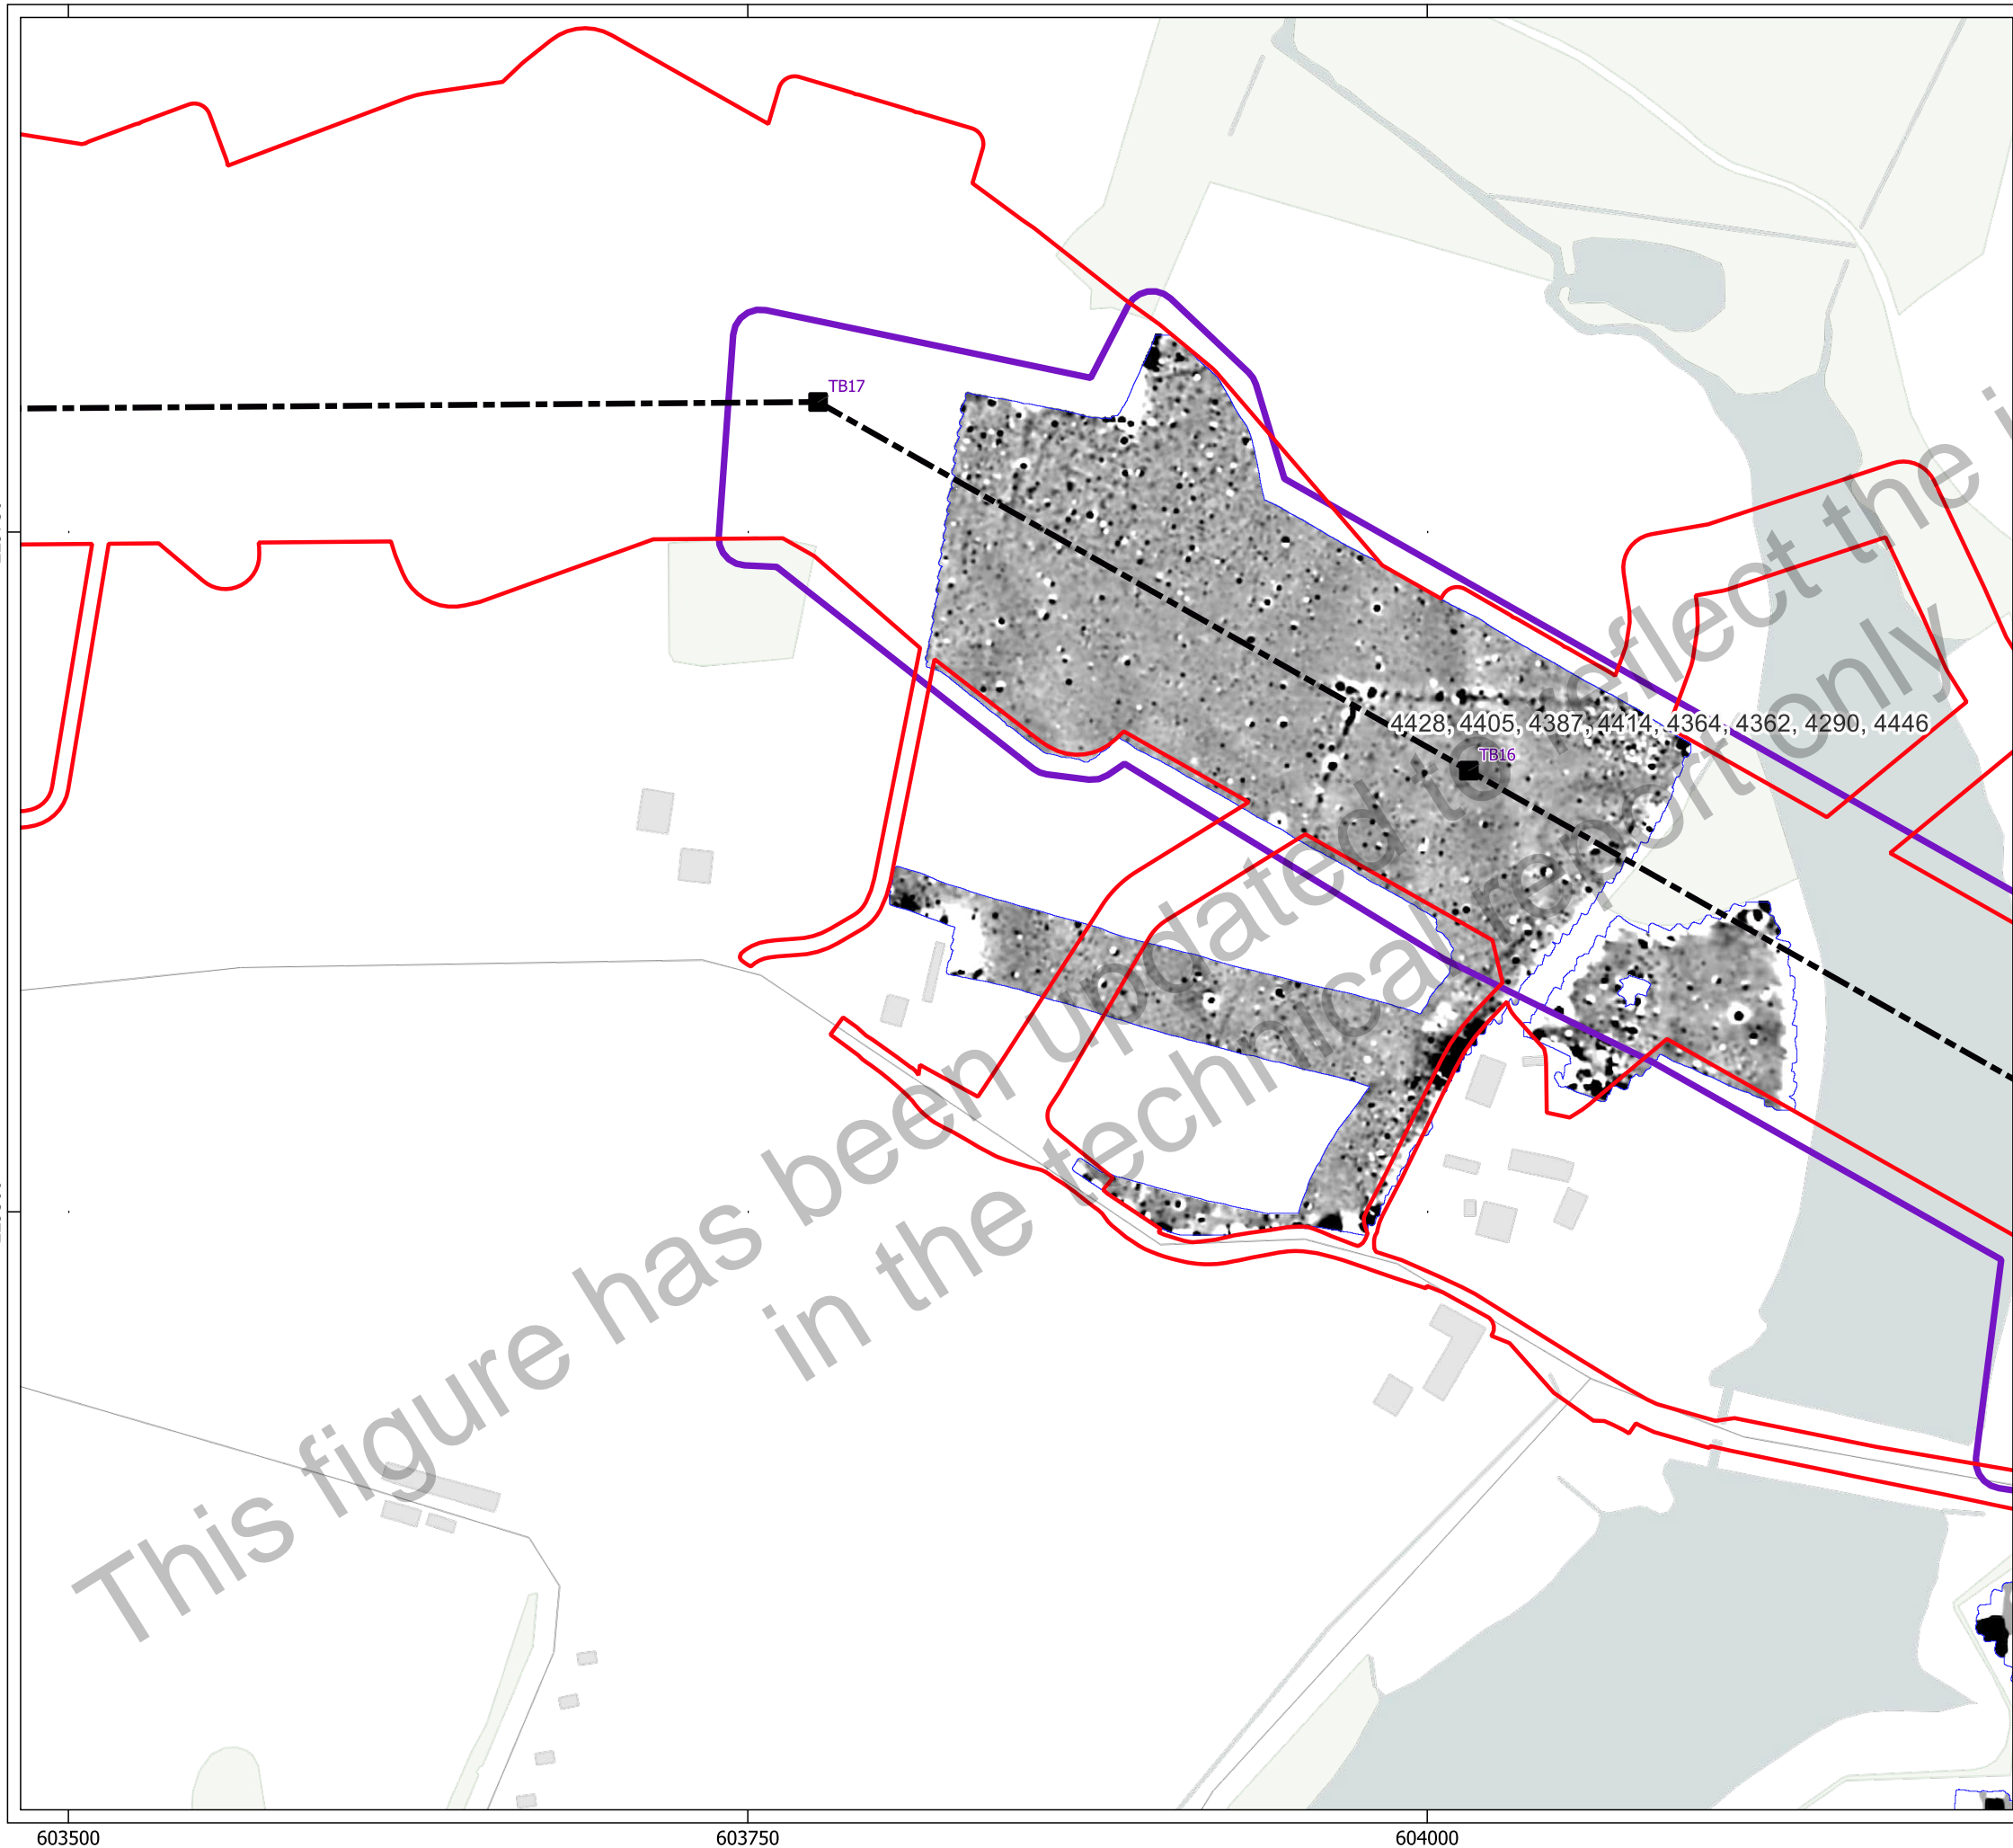 TB17
4428, 4405, 4387, 4414, 4364, 4362, 4290, 4446
TB16
This figure has been updated to reflect the i
in the technical report only
603500
603750
604000